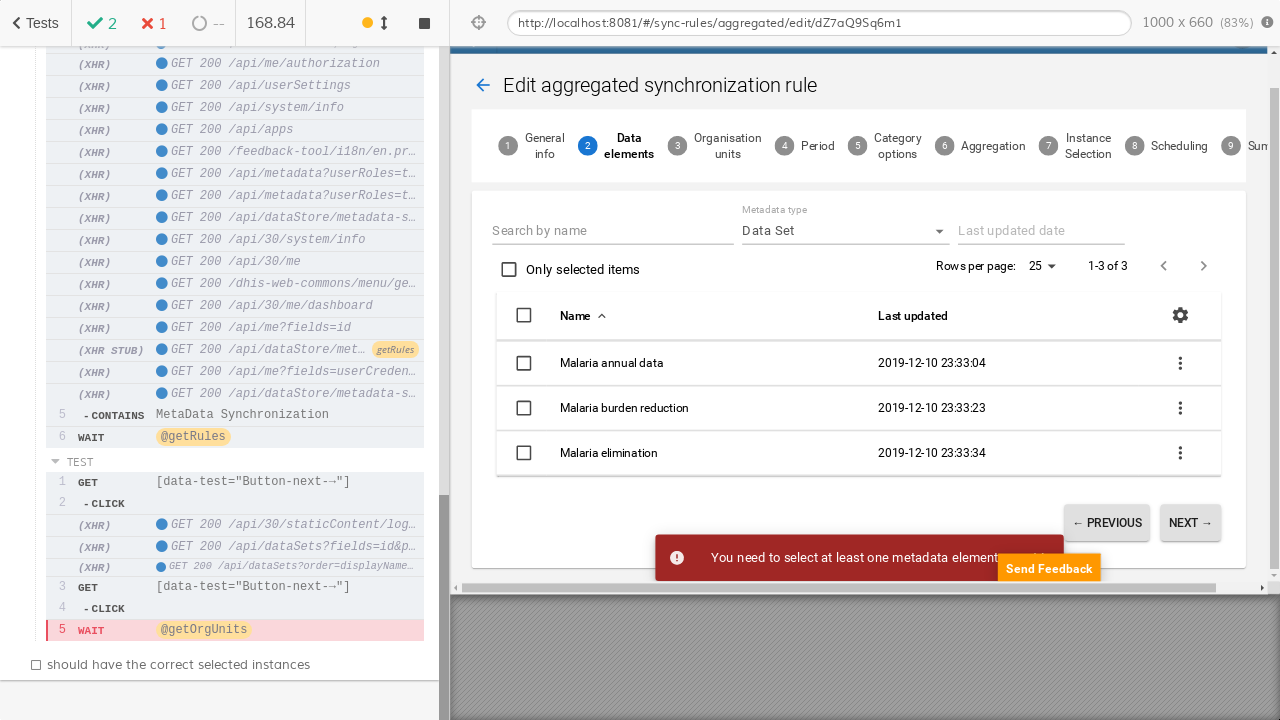 Tests
2
1
--
168.84
http://localhost:8081/#/sync-rules/aggregated/edit/dZ7aQ9Sq6m1
1000 x 660 (83%)
(XHR) GET 200 /api/me/authorization
(XHR) GET 200 /api/userSettings
(XHR) GET 200 /api/system/info
(XHR) GET 200 /api/apps
(XHR) GET 200 /feedback-tool/i18n/en.pr…
(XHR) GET 200 /api/metadata?userRoles=t…
(XHR) GET 200 /api/metadata?userRoles=t…
(XHR) GET 200 /api/dataStore/metadata-s…
(XHR) GET 200 /api/30/system/info
(XHR) GET 200 /api/30/me
(XHR) GET 200 /dhis-web-commons/menu/ge…
(XHR) GET 200 /api/30/me/dashboard
(XHR) GET 200 /api/me?fields=id
(XHR STUB) GET 200 /api/dataStore/met… getRules
(XHR) GET 200 /api/me?fields=userCreden…
(XHR) GET 200 /api/dataStore/metadata-s…
5 -CONTAINS MetaData Synchronization
6 WAIT @getRules
TEST
1 GET [data-test="Button-next-→"]
2 -CLICK
(XHR) GET 200 /api/30/staticContent/log…
(XHR) GET 200 /api/dataSets?fields=id&p…
(XHR) GET 200 /api/dataSets?order=displayName…
3 GET [data-test="Button-next-→"]
4 -CLICK
5 WAIT @getOrgUnits
should have the correct selected instances
Edit aggregated synchronization rule
1 General info
2 Data elements
3 Organisation units
4 Period
5 Category options
6 Aggregation
7 Instance Selection
8 Scheduling
9
Metadata type
Search by name
Data Set
Last updated date
Only selected items
Rows per page: 25 1-3 of 3
Name Last updated
Malaria annual data 2019-12-10 23:33:04
Malaria burden reduction 2019-12-10 23:33:23
Malaria elimination 2019-12-10 23:33:34
← PREVIOUS NEXT →
You need to select at least one metadata element
Send Feedback